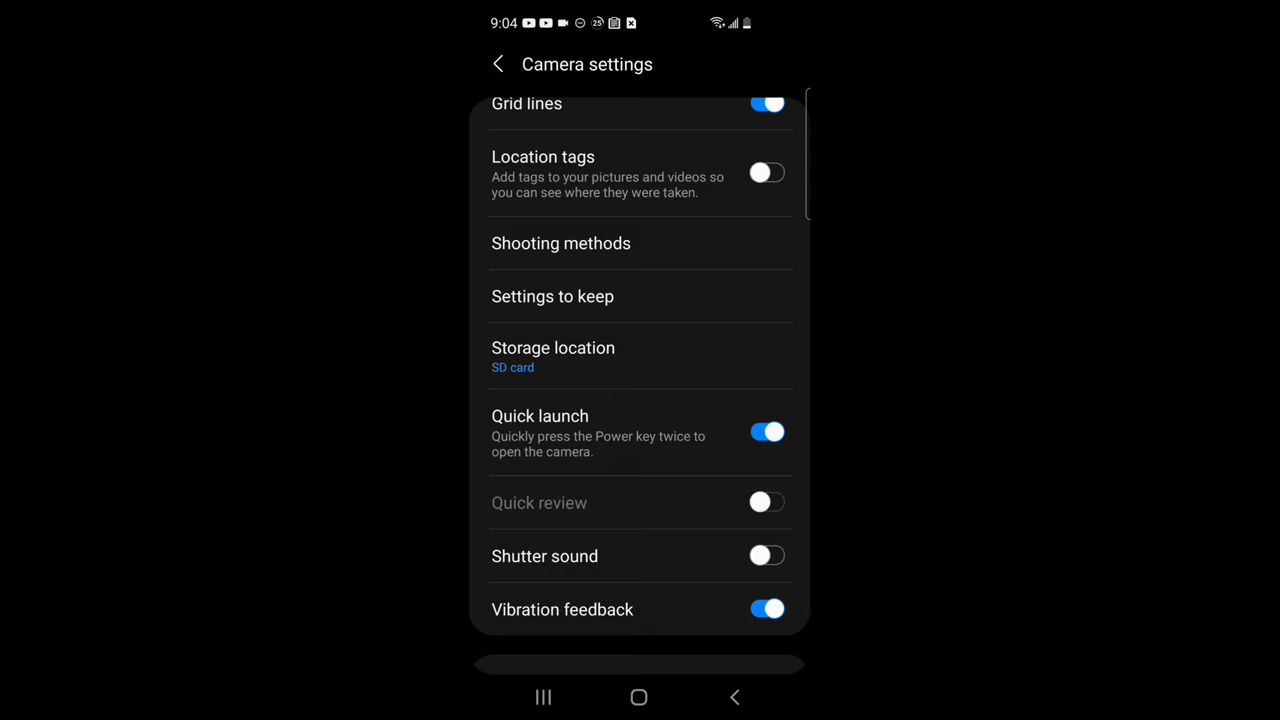 9:04
25
Camera settings
Grid lines
Location tags
Add tags to your pictures and videos so
you can see where they were taken.
Shooting methods
Settings to keep
Storage location
SD card
Quick launch
Quickly press the Power key twice to
open the camera.
Quick review
Shutter sound
Vibration feedback